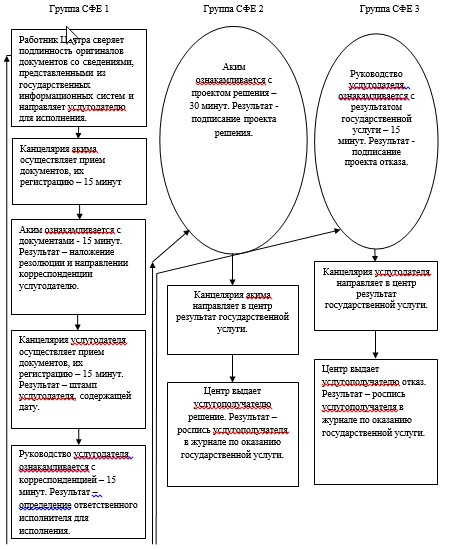 Группа СФЕ 1
Работник Центра сверяет
подлинность оригиналов
документов со сведениями,
представленными из
государственных
информационных систем и
направляет услугодателю
для исполнения.
Канцелярия акима
осуществляет прием
документов, их
регистрацию – 15 минут
Аким ознакамливается с
документами - 15 минут.
Результат – наложение
резолюции и направлении
корреспонденции
услугодателю.
Канцелярия услугодателя
осуществляет прием
документов, их
регистрацию – 15 минут.
Результат – штамп
услугодателя, содержащей
дату.
Руководство услугодателя
ознакамливается с
корреспонденцией – 15
минут. Результат –
определение ответственного
исполнителя для
исполнения.
Группа СФЕ 2
Аким
ознакамливается с
проектом решения –
30 минут. Результат -
подписание проекта
решения.
Канцелярия акима
направляет в центр
результат государственной
услуги.
Центр выдает
услугополучателю
решение. Результат –
роспись услугополучателя
в журнале по оказанию
государственной услуги.
Группа СФЕ 3
Руководство
услугодателя
ознакамливается с
результатом
государственной
услуги – 15
минут. Результат -
подписание
проекта отказа.
Канцелярия услугодателя
направляет в центр
результат
государственной услуги.
Центр выдает
услугополучателю отказ.
Результат – роспись
услугополучателя в
журнале по оказанию
государственной услуги.